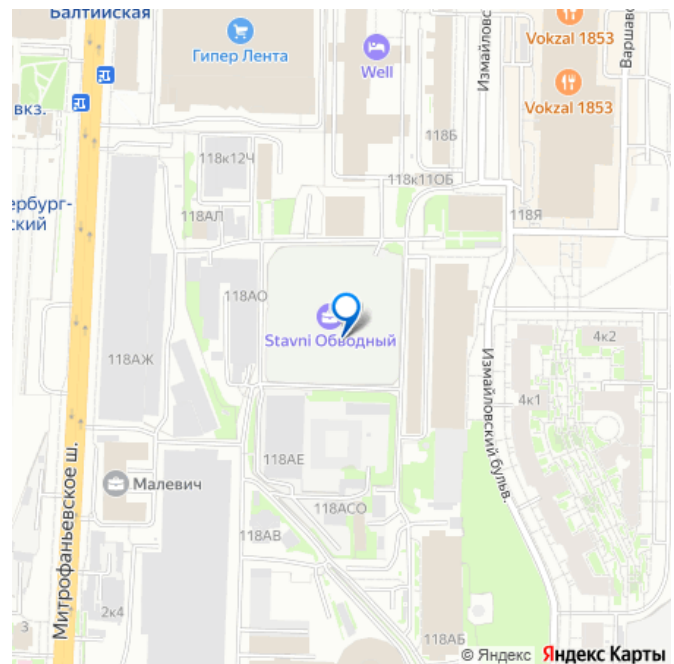 Балтийская
Гипер Лента
Well
Измайловс
Vokzal 1853
Варшавс
Vokzal 1853
вкз.
118Б
118к12Ч
118к11ОБ
ербург-
ский
118АЛ
118Я
118АО
Stavni Обводный
118АЖ
4к2
4к1
Измайловский бульв.
118АЕ
Малевич
118АСО
118АВ
Митрофаньевское ш.
2к4
3
118АБ
© Яндекс Яндекс Карты